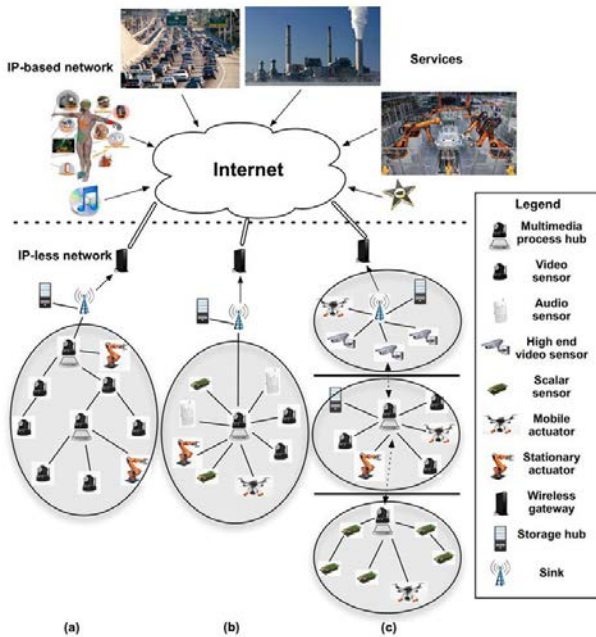 IP-based network
Services
Internet
IP-less network
Legend
Multimedia
process hub
Video
sensor
Audio
sensor
High end
video sensor
Scalar
sensor
Mobile
actuator
Stationary
actuator
Wireless
gateway
Storage hub
Sink
(a)
(b)
(c)